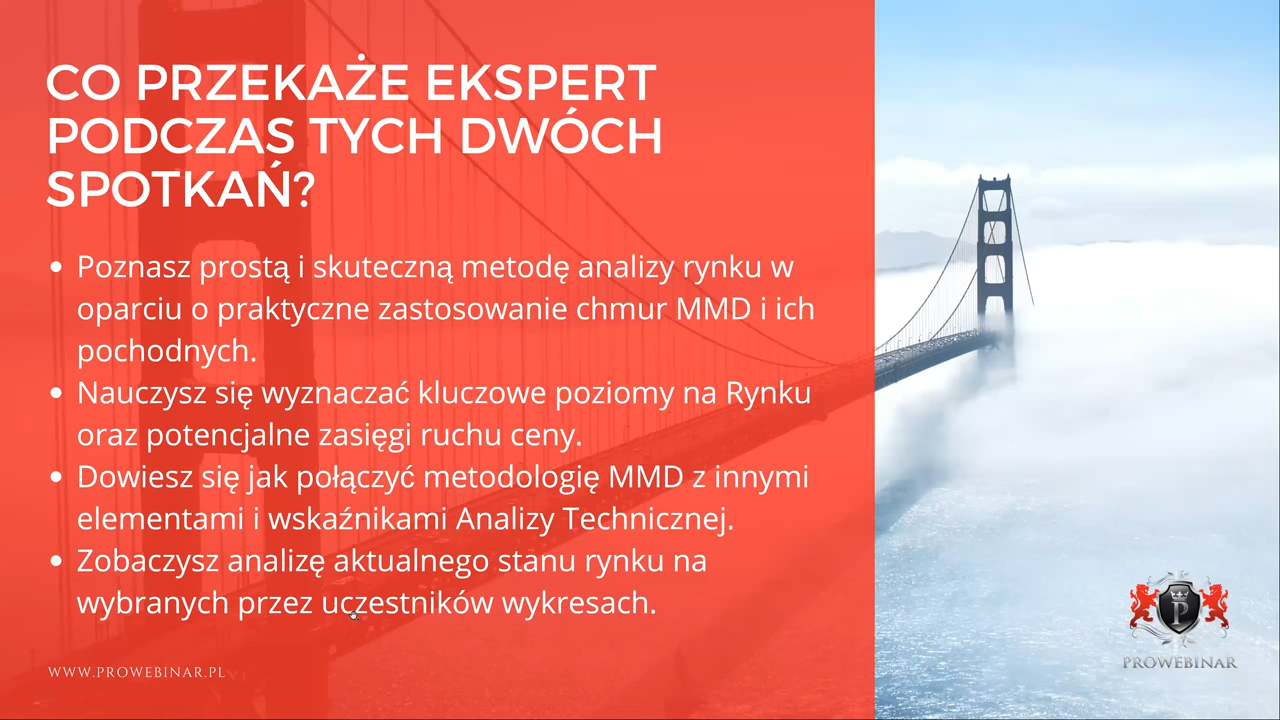 CO PRZEKAŻE EKSPERT
PODCZAS TYCH DWÓCH
SPOTKAŃ?
• Poznasz prostą i skuteczną metodę analizy rynku w
oparciu o praktyczne zastosowanie chmur MMD i ich
pochodnych.
• Nauczysz się wyznaczać kluczowe poziomy na Rynku
oraz potencjalne zasięgi ruchu ceny.
• Dowiesz się jak połączyć metodologię MMD z innymi
elementami i wskaźnikami Analizy Technicznej.
• Zobaczysz analizę aktualnego stanu rynku na
wybranych przez uczestników wykresach.
WWW.PROWEBINAR.PL
P
PROWEBINAR